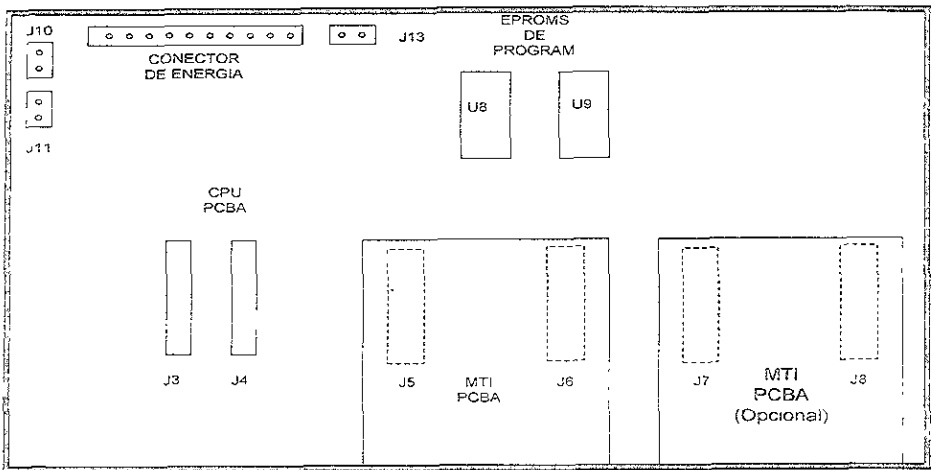 J10
J13
CONECTOR
DE ENERGIA
EPROMS
DE
PROGRAM
U8
U9
J11
CPU
PCBA
J3
J4
J5
MTI
PCBA
J6
J7
MTI
PCBA
(Opcional)
J8